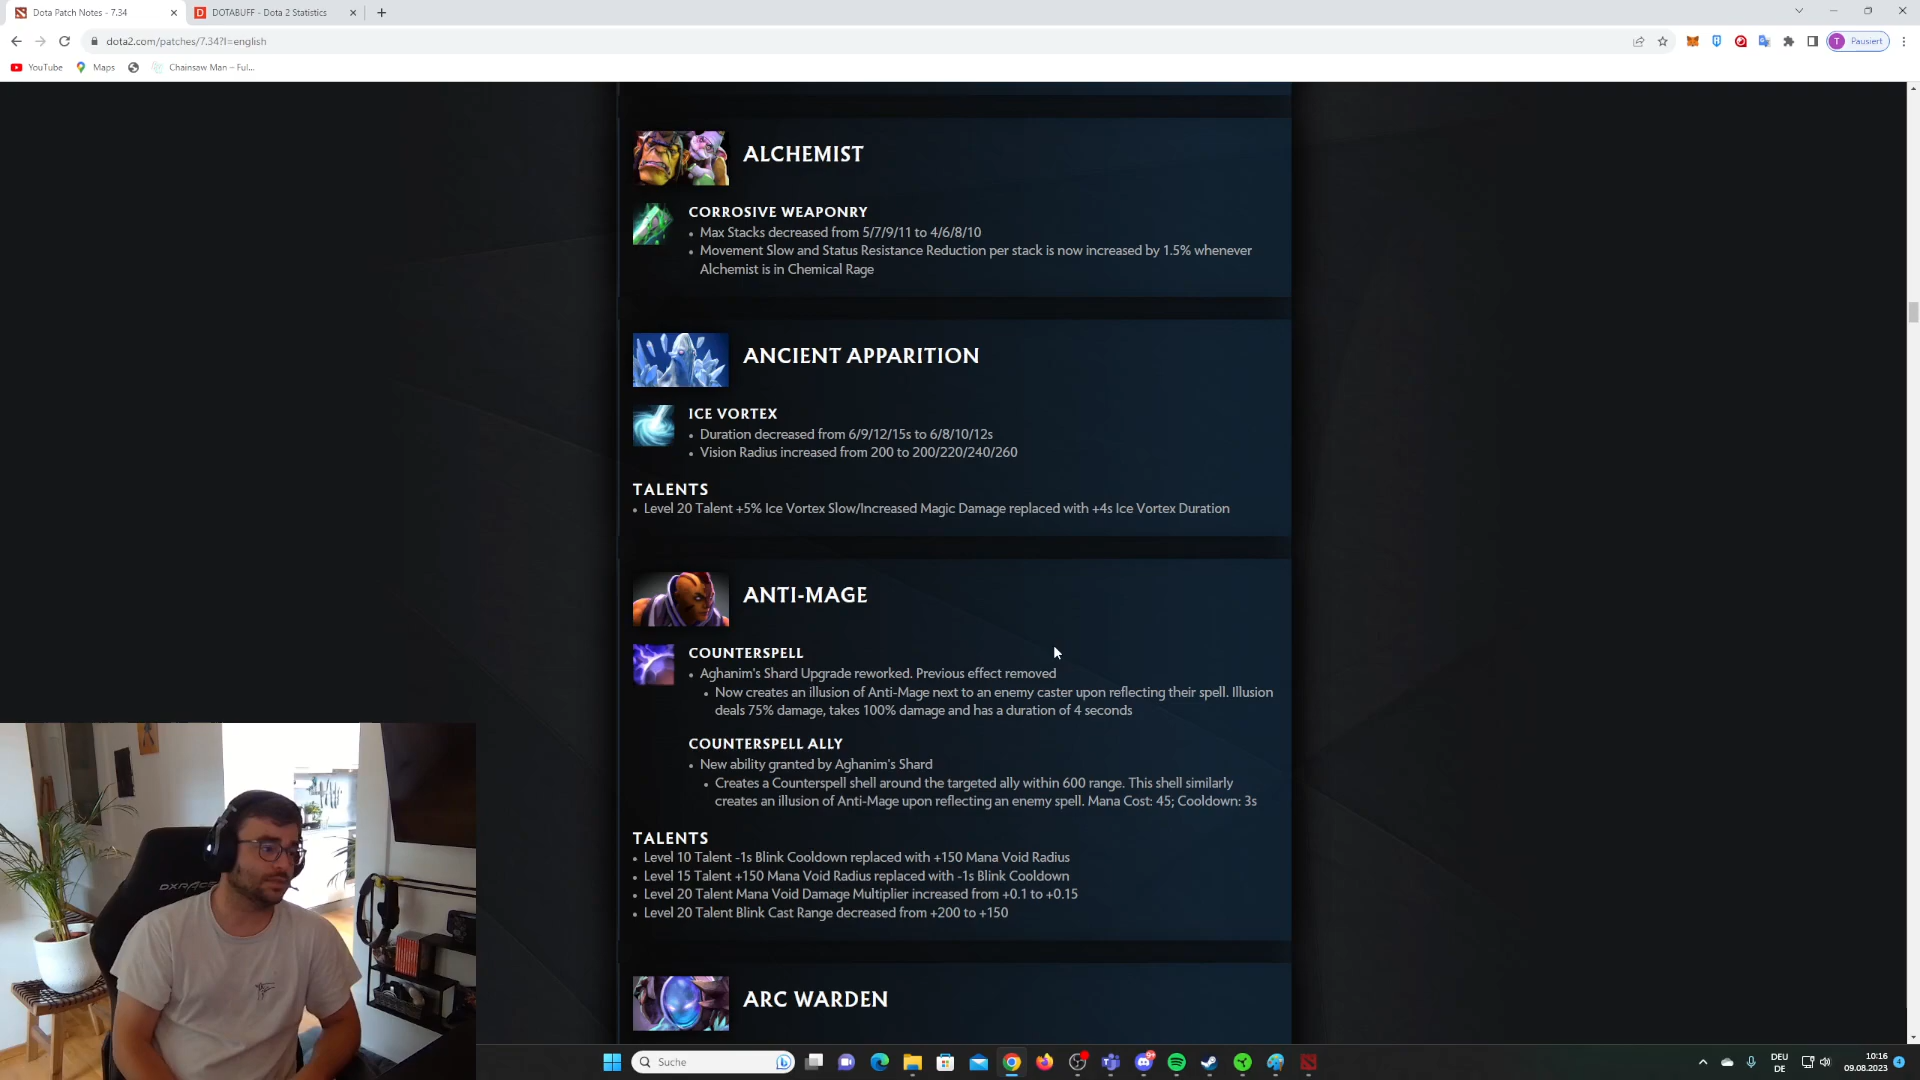 Dota Patch Notes - 7.34
DOTABUFF - Dota 2 Statistics
dota2.com/patches/7.34?l=english
T Pausiert
YouTube
Maps
Chainsaw Man – Ful...
ALCHEMIST
CORROSIVE WEAPONRY
• Max Stacks decreased from 5/7/9/11 to 4/6/8/10
• Movement Slow and Status Resistance Reduction per stack is now increased by 1.5% whenever
Alchemist is in Chemical Rage
ANCIENT APPARITION
ICE VORTEX
• Duration decreased from 6/9/12/15s to 6/8/10/12s
• Vision Radius increased from 200 to 200/220/240/260
TALENTS
• Level 20 Talent +5% Ice Vortex Slow/Increased Magic Damage replaced with +4s Ice Vortex Duration
ANTI-MAGE
COUNTERSPELL
• Aghanim's Shard Upgrade reworked. Previous effect removed
• Now creates an illusion of Anti-Mage next to an enemy caster upon reflecting their spell. Illusion
deals 75% damage, takes 100% damage and has a duration of 4 seconds
COUNTERSPELL ALLY
• New ability granted by Aghanim's Shard
• Creates a Counterspell shell around the targeted ally within 600 range. This shell similarly
creates an illusion of Anti-Mage upon reflecting an enemy spell. Mana Cost: 45; Cooldown: 3s
TALENTS
• Level 10 Talent -1s Blink Cooldown replaced with +150 Mana Void Radius
• Level 15 Talent +150 Mana Void Radius replaced with -1s Blink Cooldown
• Level 20 Talent Mana Void Damage Multiplier increased from +0.1 to +0.15
• Level 20 Talent Blink Cast Range decreased from +200 to +150
ARC WARDEN
Suche
DEU
DE
10:16
09.08.2023
4